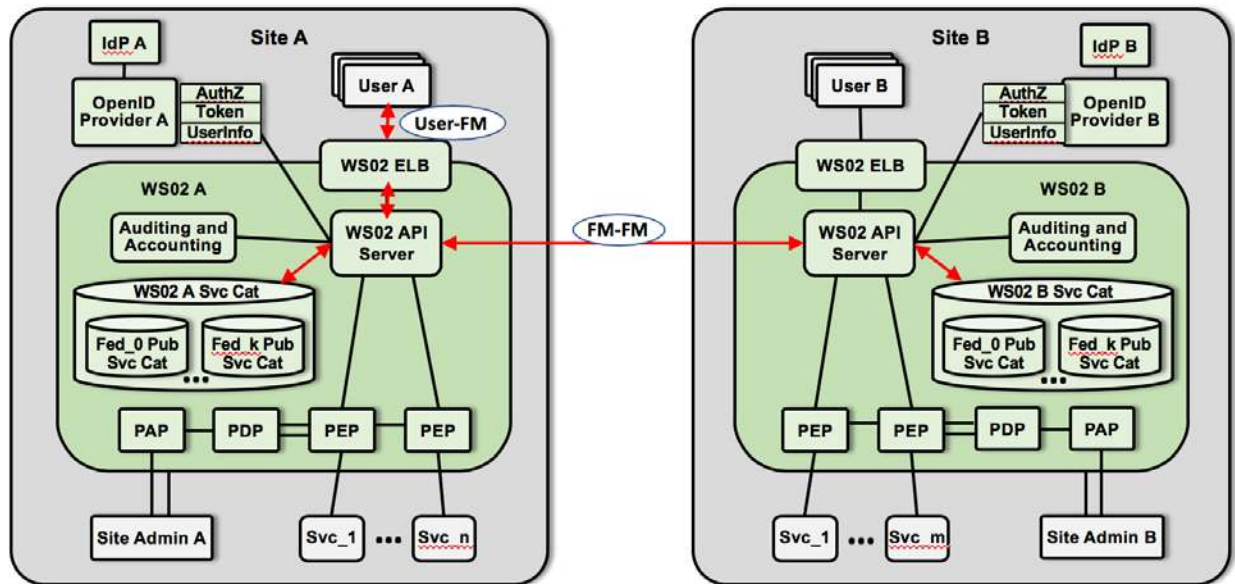 Site A
IdP A
OpenID
Provider A
AuthZ
Token
UserInfo
User A
User-FM
WS02 ELB
WS02 A
Auditing and
Accounting
WS02 API
Server
WS02 A Svc Cat
Fed_0 Pub
Svc Cat
Fed_k Pub
Svc Cat
...
PAP
PDP
PEP
PEP
Site Admin A
Svc_1
...
Svc_n
FM-FM
Site B
IdP B
User B
AuthZ
Token
UserInfo
OpenID
Provider B
WS02 ELB
WS02 B
WS02 API
Server
Auditing and
Accounting
WS02 B Svc Cat
Fed_0 Pub
Svc Cat
Fed_k Pub
Svc Cat
...
PEP
PEP
PDP
PAP
Svc_1
...
Svc_m
Site Admin B